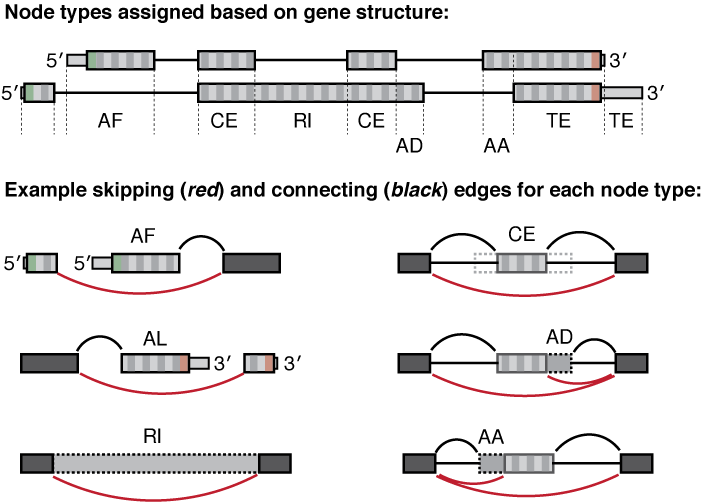 Node types assigned based on gene structure:
5′ 3′
5′ 3′
AF CE RI CE AD AA TE TE
Example skipping (red) and connecting (black) edges for each node type:
AF
5′ 5′
CE
AL
3′ 3′
AD
RI
AA